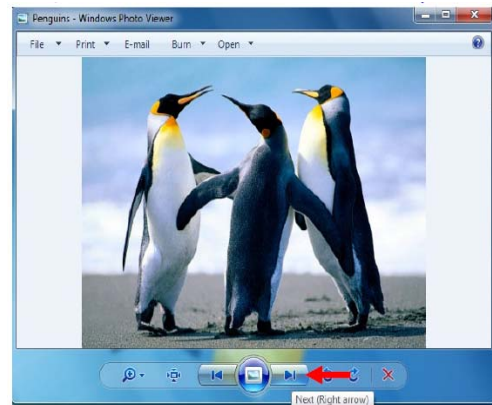 Penguins - Windows Photo Viewer
File Print E-mail Burn Open
Next (Right arrow)